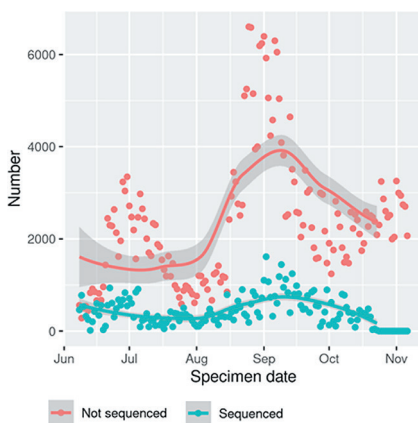 6000
4000
2000
0
Number
Jun Jul Aug Sep Oct Nov
Specimen date
Not sequenced Sequenced